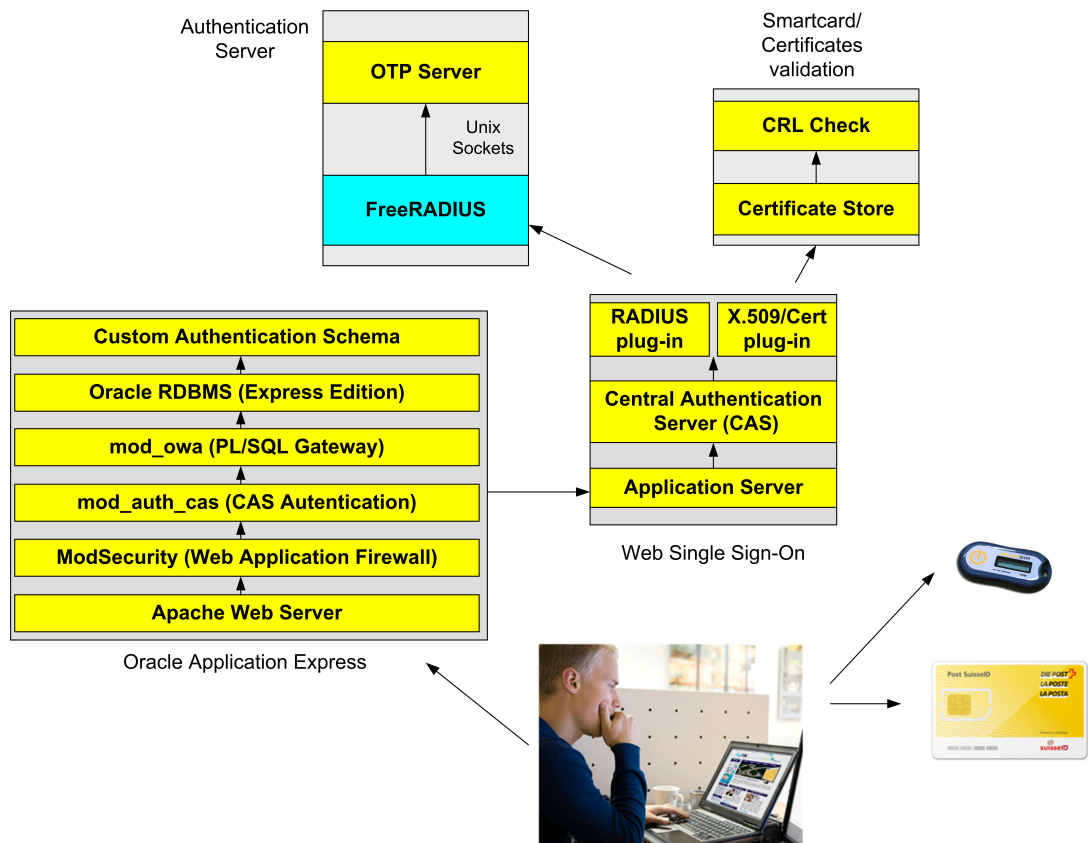 Authentication
Server
OTP Server
Unix
Sockets
FreeRADIUS
Smartcard/
Certificates
validation
CRL Check
Certificate Store
Custom Authentication Schema
Oracle RDBMS (Express Edition)
mod_owa (PL/SQL Gateway)
mod_auth_cas (CAS Autentication)
ModSecurity (Web Application Firewall)
Apache Web Server
Oracle Application Express
RADIUS
plug-in
X.509/Cert
plug-in
Central Authentication
Server (CAS)
Application Server
Web Single Sign-On
OTP
Post SuisseID
DIE POST
LA POSTE
LA POSTA
0000 0000 0000 0000
suisseID